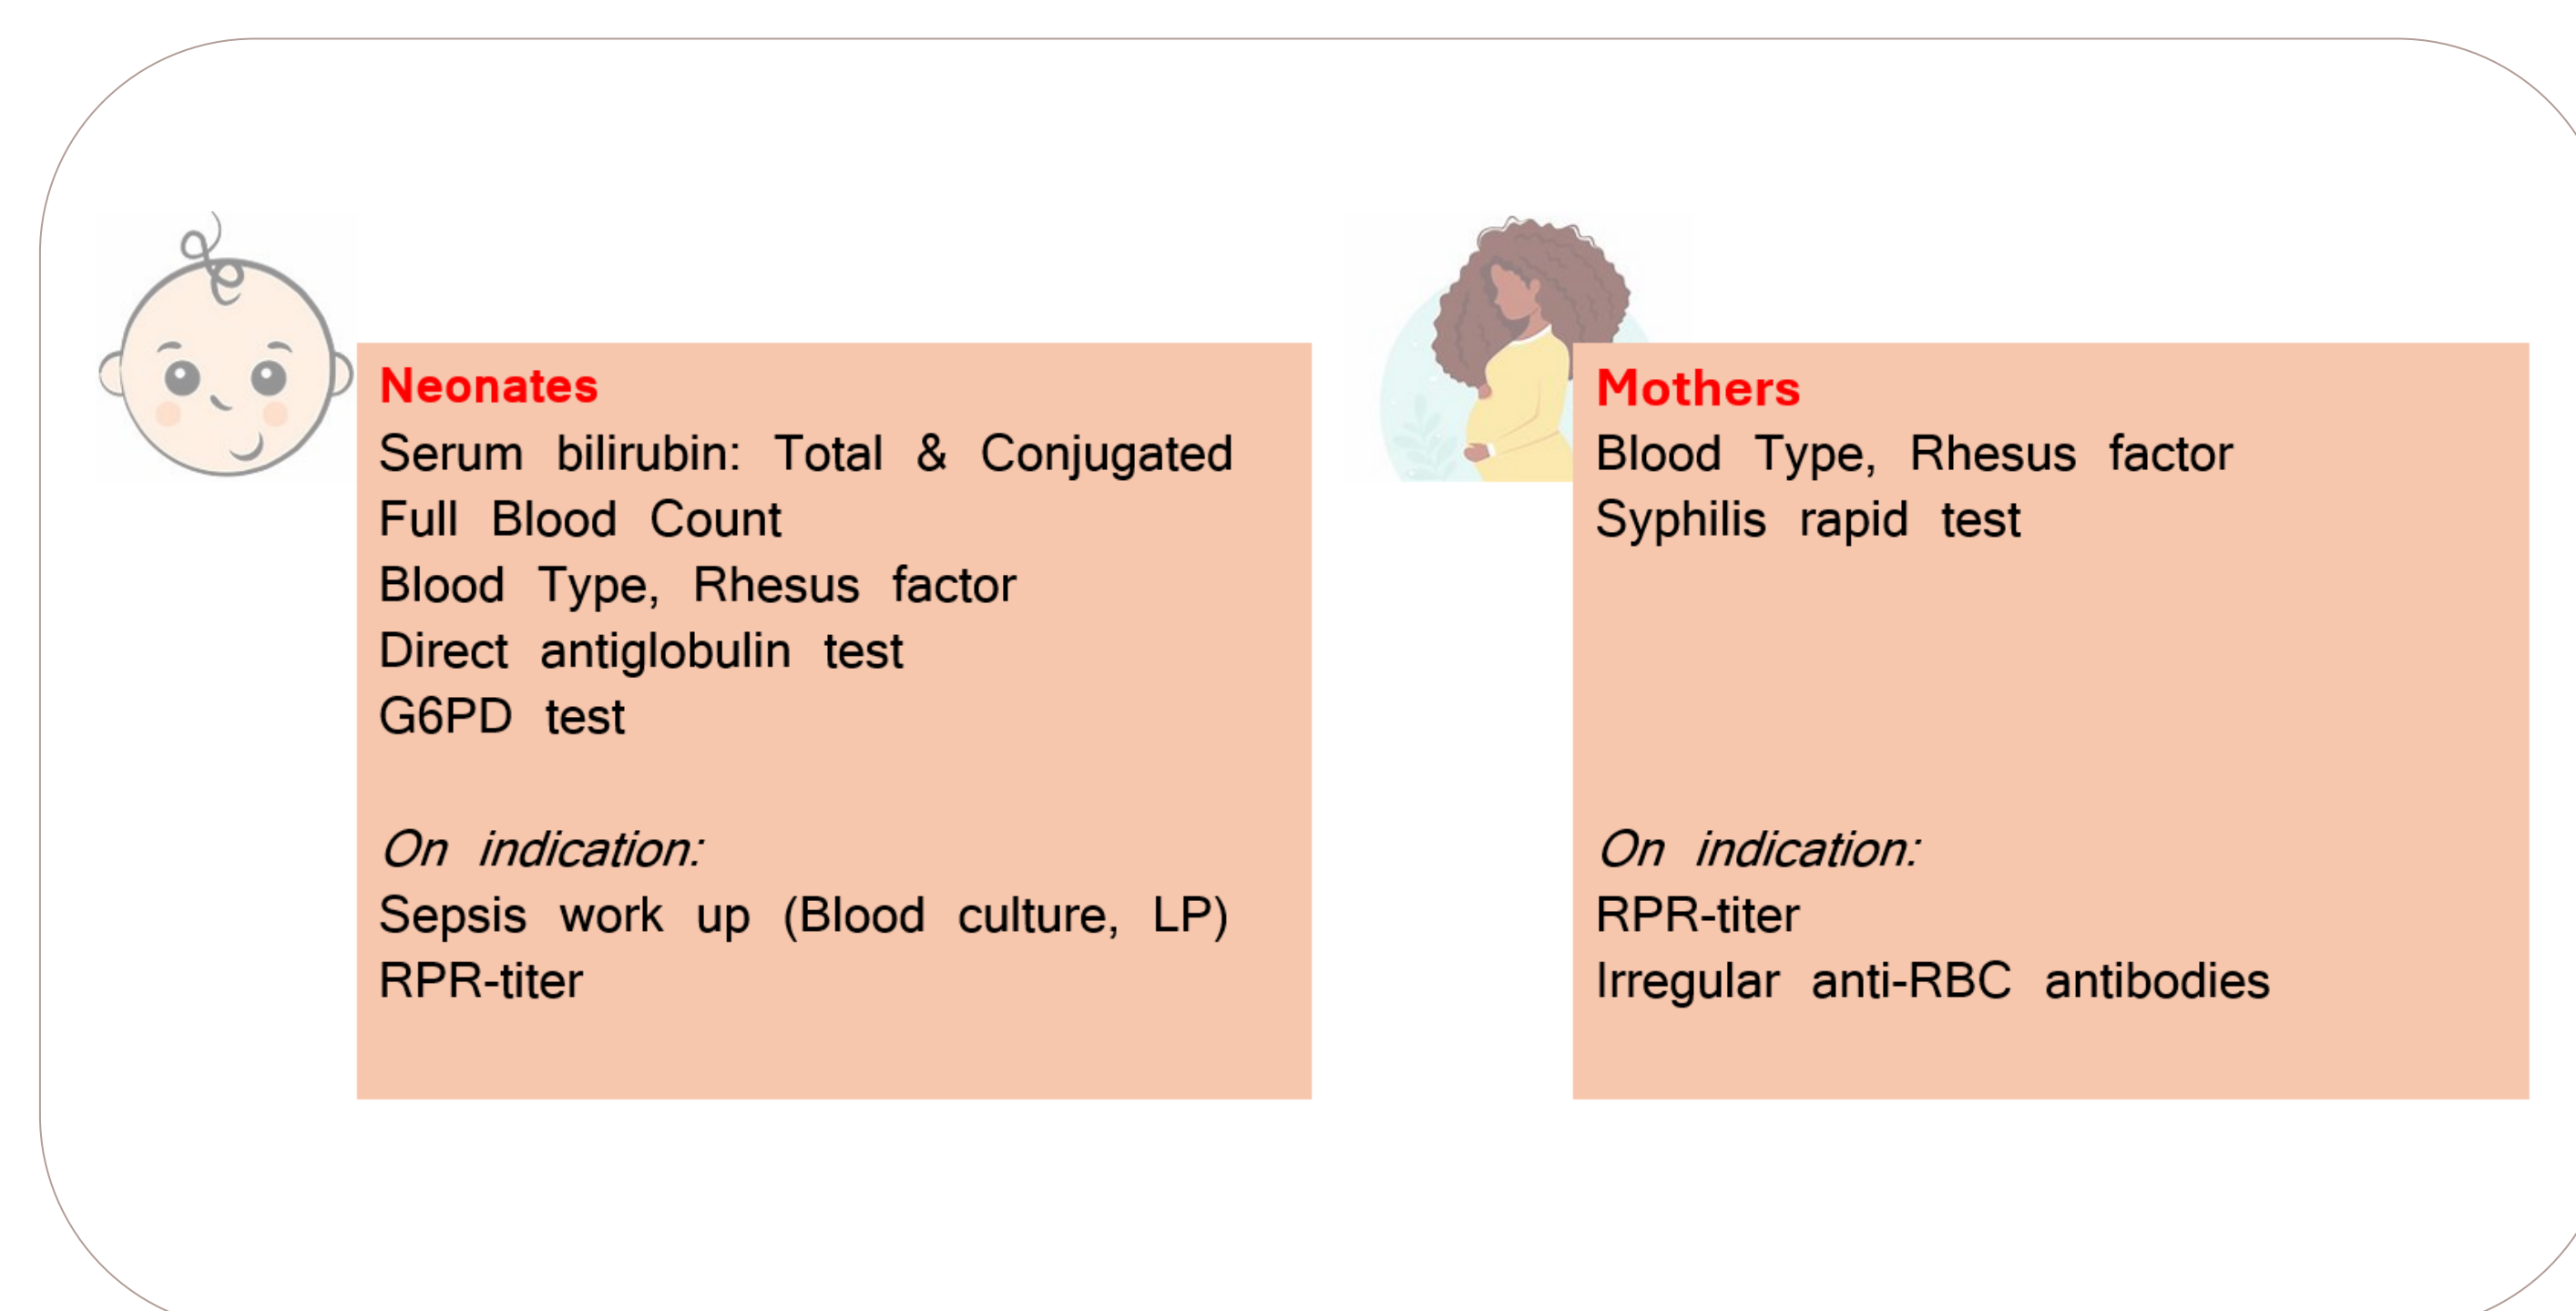 Neonates
Serum bilirubin: Total & Conjugated
Full Blood Count
Blood Type, Rhesus factor
Direct antiglobulin test
G6PD test
On indication:
Sepsis work up (Blood culture, LP)
RPR-titer
Mothers
Blood Type, Rhesus factor
Syphilis rapid test
On indication:
RPR-titer
Irregular anti-RBC antibodies